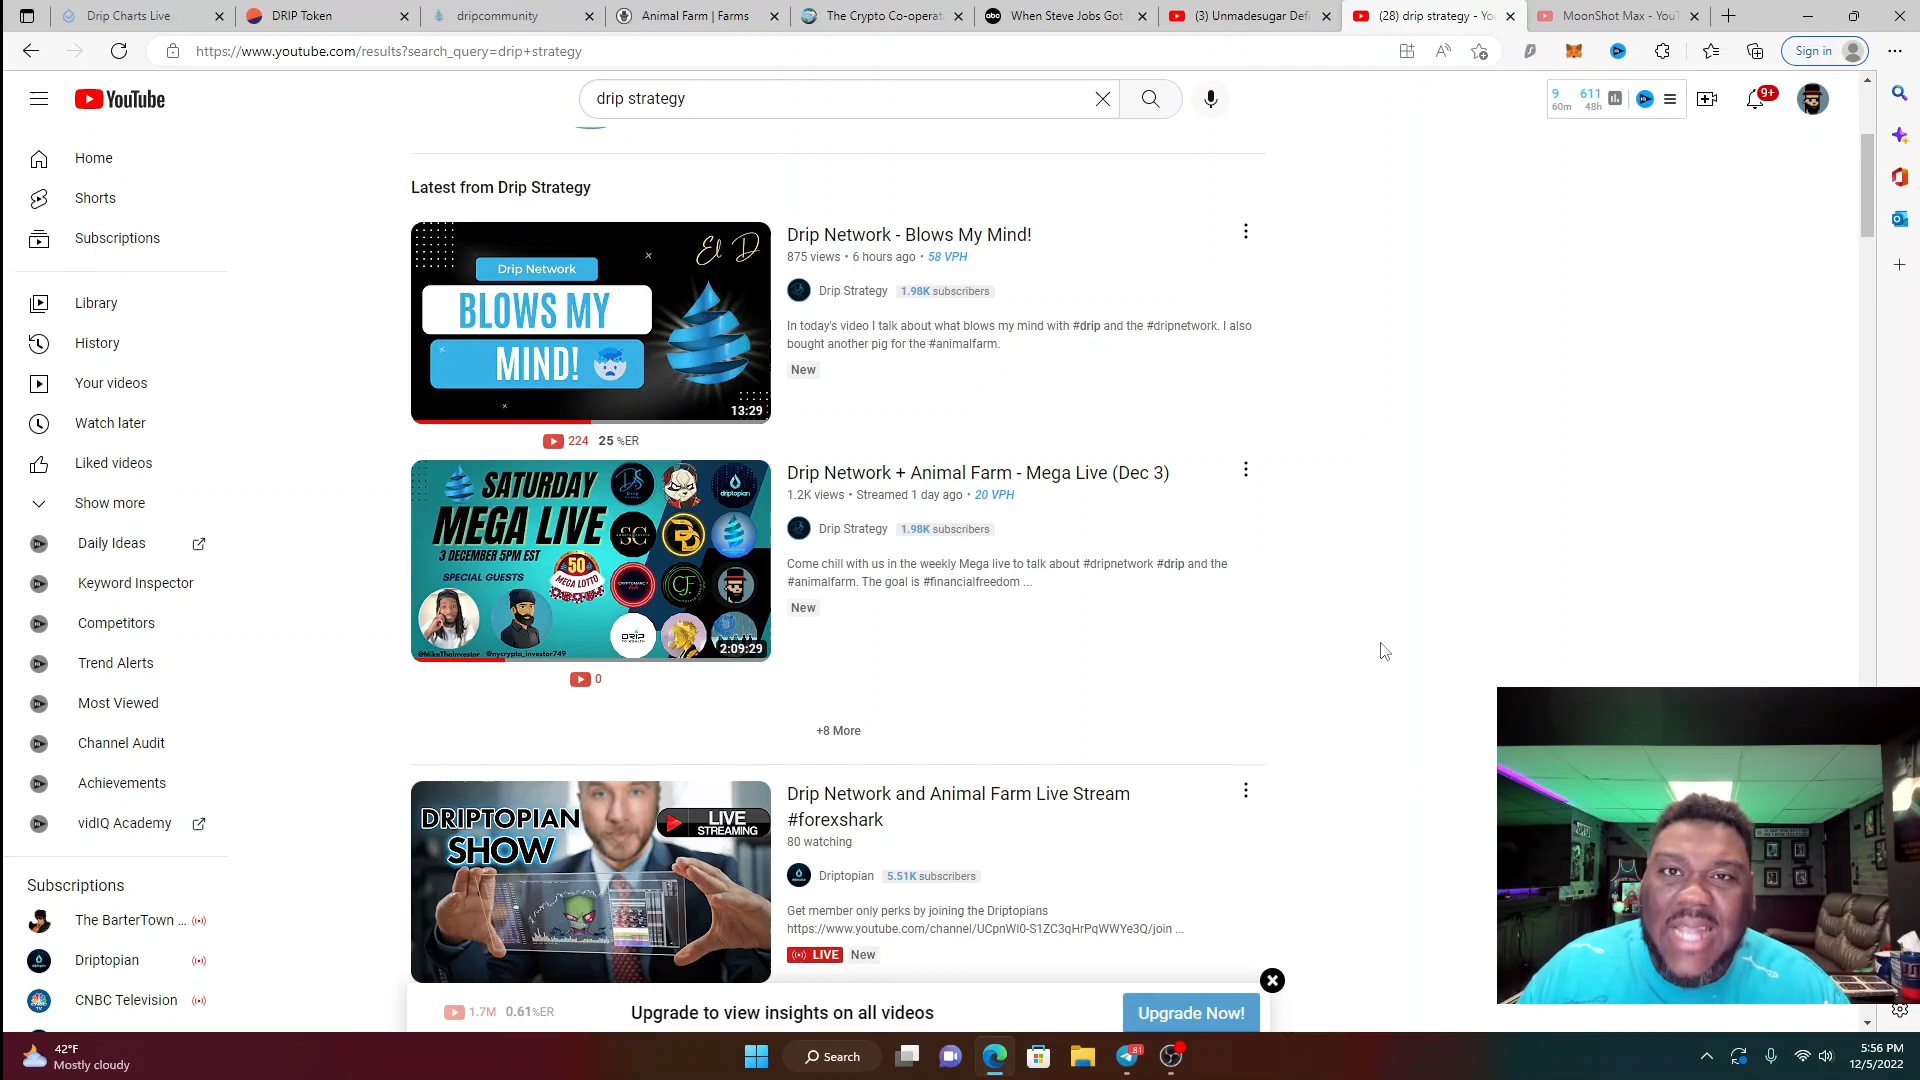 Drip Charts Live
DRIP Token
dripcommunity
Animal Farm | Farms
The Crypto Co-operat
When Steve Jobs Got
(3) Unmadesugar Defi
(28) drip strategy - You
MoonShot Max - YouT
https://www.youtube.com/results?search_query=drip+strategy
Sign in
YouTube
drip strategy
9
60m
611
48h
9+
Home
Shorts
Subscriptions
Library
History
Your videos
Watch later
Liked videos
Show more
Daily Ideas
Keyword Inspector
Competitors
Trend Alerts
Most Viewed
Channel Audit
Achievements
vidIQ Academy
Subscriptions
The BarterTown ...
Driptopian
CNBC Television
Latest from Drip Strategy
El D
Drip Network
BLOWS MY
MIND!
13:29
224 25 %ER
Drip Network - Blows My Mind!
875 views • 6 hours ago • 58 VPH
Drip Strategy 1.98K subscribers
In today's video I talk about what blows my mind with #drip and the #dripnetwork. I also
bought another pig for the #animalfarm.
New
SATURDAY
MEGA LIVE
3 DECEMBER 5PM EST
SPECIAL GUESTS
50
MEGA LOTTO
driptopian
SC
CF
DRIP
@MikeThaInvestor @nycrypto_investor749
2:09:29
0
Drip Network + Animal Farm - Mega Live (Dec 3)
1.2K views • Streamed 1 day ago • 20 VPH
Drip Strategy 1.98K subscribers
Come chill with us in the weekly Mega live to talk about #dripnetwork #drip and the
#animalfarm. The goal is #financialfreedom ...
New
+8 More
DRIPTOPIAN
SHOW
LIVE
STREAMING
Drip Network and Animal Farm Live Stream
#forexshark
80 watching
Driptopian 5.51K subscribers
Get member only perks by joining the Driptopians
https://www.youtube.com/channel/UCpnWl0-S1ZC3qHrPqWWYe3Q/join ...
LIVE New
1.7M 0.61%ER
Upgrade to view insights on all videos
Upgrade Now!
42°F
Mostly cloudy
Search
81
5:56 PM
12/5/2022